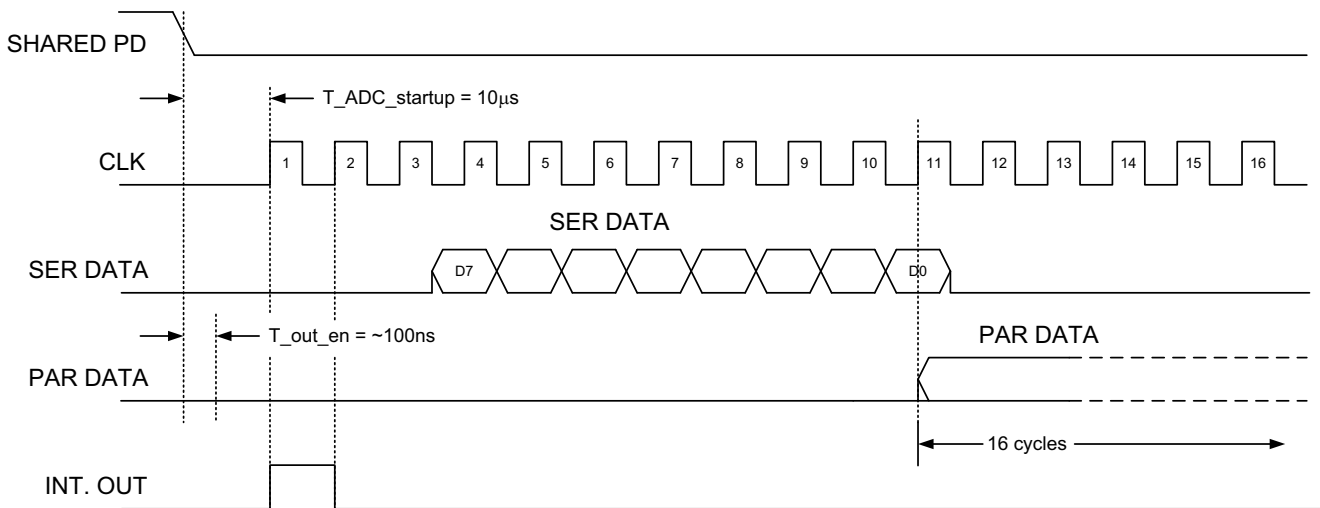 SHARED PD
T_ADC_startup = 10µs
CLK 1 2 3 4 5 6 7 8 9 10 11 12 13 14 15 16
SER DATA
SER DATA D7 D0
T_out_en = ~100ns
PAR DATA
PAR DATA
16 cycles
INT. OUT